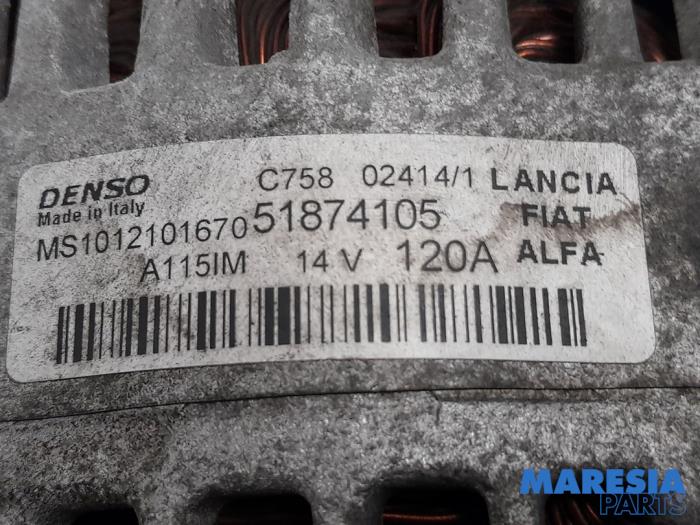 DENSO C758 02414/1 LANCIA
Made in Italy
MS1012101670 51874105 FIAT
A115IM 14 V 120A ALFA
MARESIA
PARTS